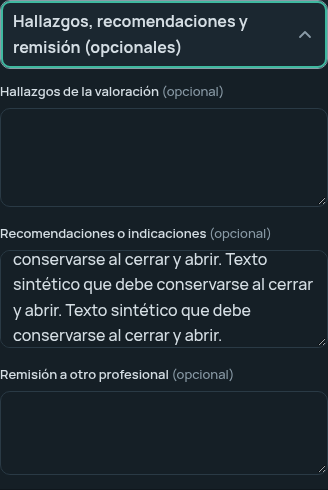 Hallazgos, recomendaciones y
remisión (opcionales)
Hallazgos de la valoración (opcional)
Recomendaciones o indicaciones (opcional)
conservarse al cerrar y abrir. Texto
sintético que debe conservarse al cerrar
y abrir. Texto sintético que debe
conservarse al cerrar y abrir.
Remisión a otro profesional (opcional)